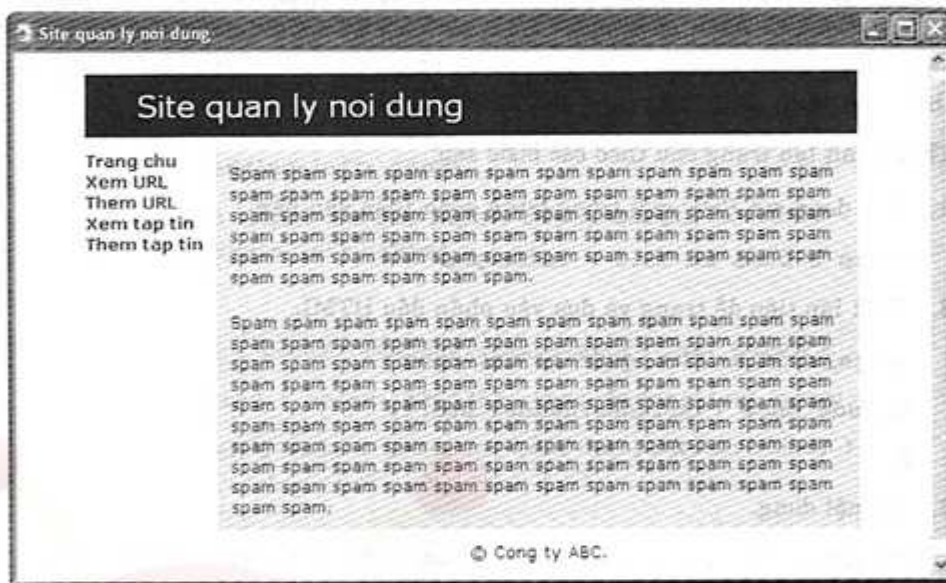 Site quan ly noi dung
Site quan ly noi dung
Trang chu
Xem URL
Them URL
Xem tap tin
Them tap tin
Spam spam spam spam spam spam spam spam spam spam spam spam
spam spam spam spam spam spam spam spam spam spam spam spam
spam spam spam spam spam spam spam spam spam spam spam spam
spam spam spam spam spam spam spam spam spam spam spam spam
spam spam spam spam spam spam spam spam spam spam spam spam
spam spam spam spam spam spam.
Spam spam spam spam spam spam spam spam spam spam spam spam
spam spam spam spam spam spam spam spam spam spam spam spam
spam spam spam spam spam spam spam spam spam spam spam spam
spam spam spam spam spam spam spam spam spam spam spam spam
spam spam spam spam spam spam spam spam spam spam spam spam
spam spam spam spam spam spam spam spam spam spam spam spam
spam spam spam spam spam spam spam spam spam spam spam spam
spam spam spam spam spam spam spam spam spam spam spam spam
spam spam spam spam spam spam spam spam spam spam spam spam
spam spam.
© Cong ty ABC.